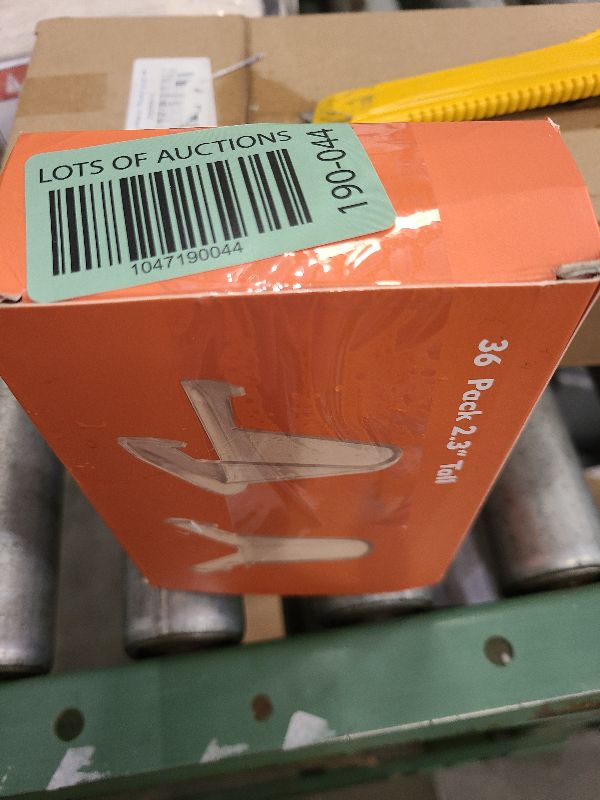 LOTS OF AUCTIONS
190-044
1047190044
36 Pack 2.3" Tall